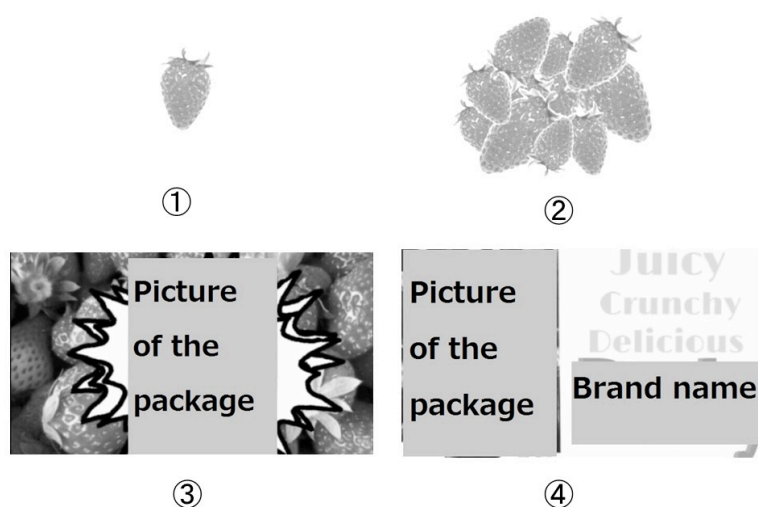 ①
②
Picture
of the
package
③
Picture
of the
package
Juicy
Crunchy
Delicious
Brand name
④